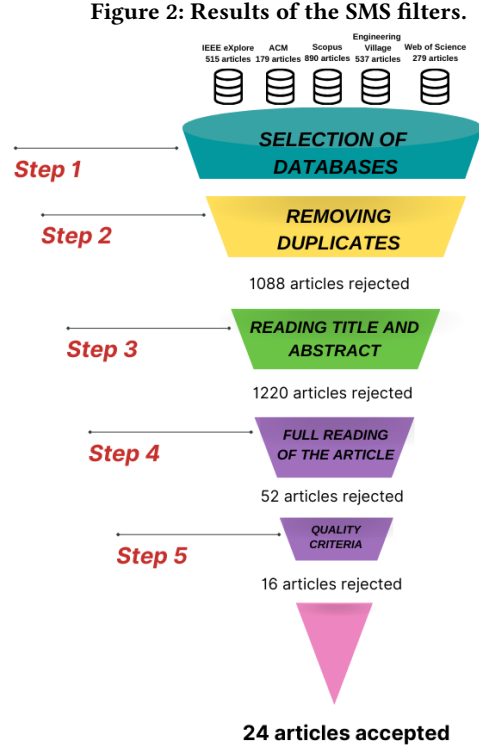 Figure 2: Results of the SMS filters.
IEEE eXplore
515 articles
ACM
179 articles
Scopus
890 articles
Engineering
Village
537 articles
Web of Science
279 articles
SELECTION OF
DATABASES
Step 1
REMOVING
DUPLICATES
Step 2
1088 articles rejected
READING TITLE AND
ABSTRACT
Step 3
1220 articles rejected
FULL READING
OF THE ARTICLE
Step 4
52 articles rejected
QUALITY
CRITERIA
Step 5
16 articles rejected
24 articles accepted